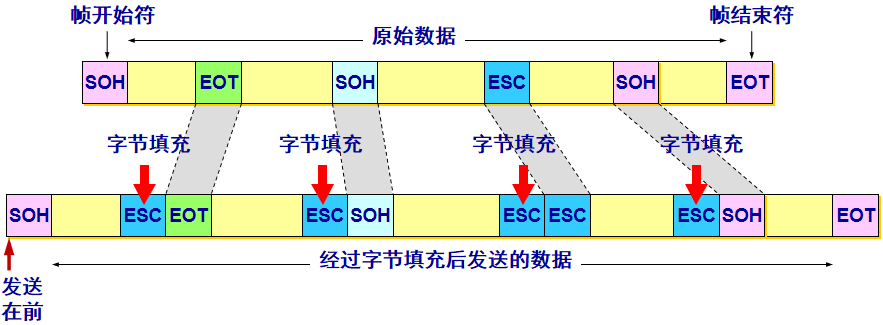 帧开始符 帧结束符
原始数据
SOH EOT SOH ESC SOH EOT
字节填充 字节填充 字节填充 字节填充
SOH ESC EOT ESC SOH ESC ESC ESC SOH EOT
经过字节填充后发送的数据
发送
在前